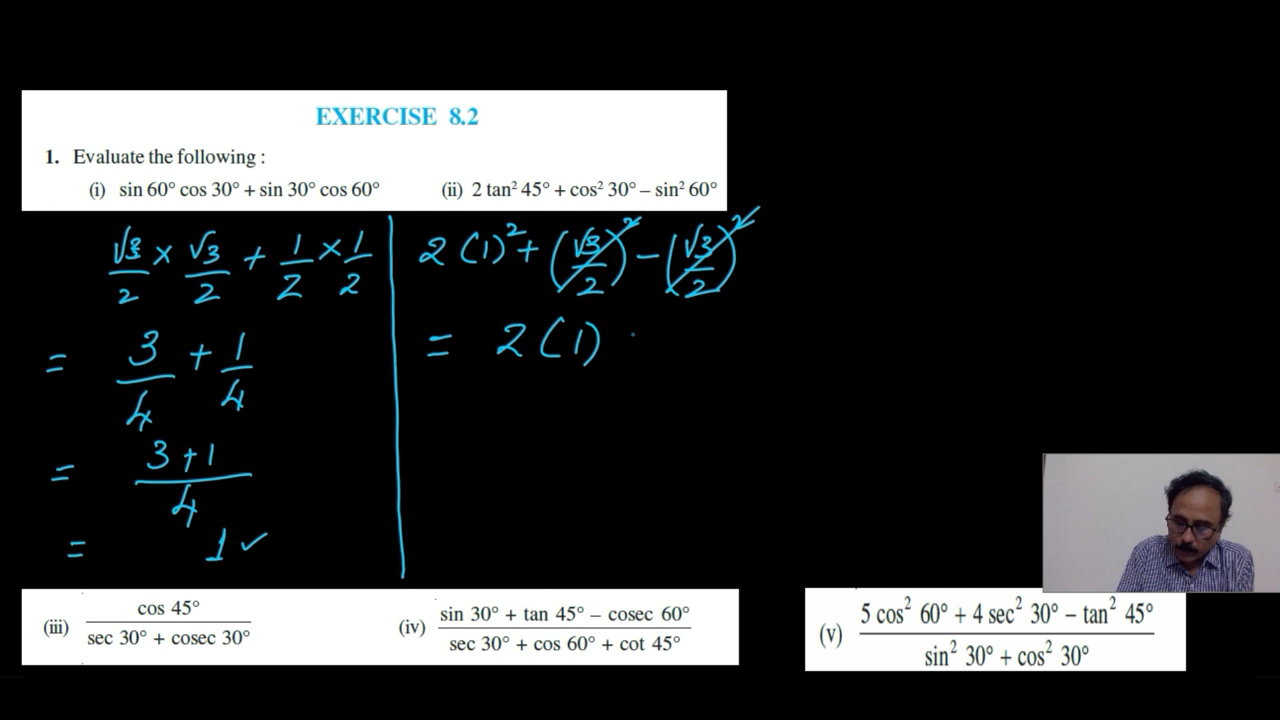 EXERCISE 8.2
1. Evaluate the following :
(i) sin 60° cos 30° + sin 30° cos 60° (ii) 2 tan² 45° + cos² 30° – sin² 60°
√3/2 × √3/2 + 1/2 × 1/2
= 3/4 + 1/4
= 3+1/4
= 1 ✓
2(1)² + (√3/2)² – (√3/2)²
= 2(1)
(iii) cos 45° / sec 30° + cosec 30°
(iv) sin 30° + tan 45° – cosec 60° / sec 30° + cos 60° + cot 45°
(v) 5 cos² 60° + 4 sec² 30° – tan² 45° / sin² 30° + cos² 30°